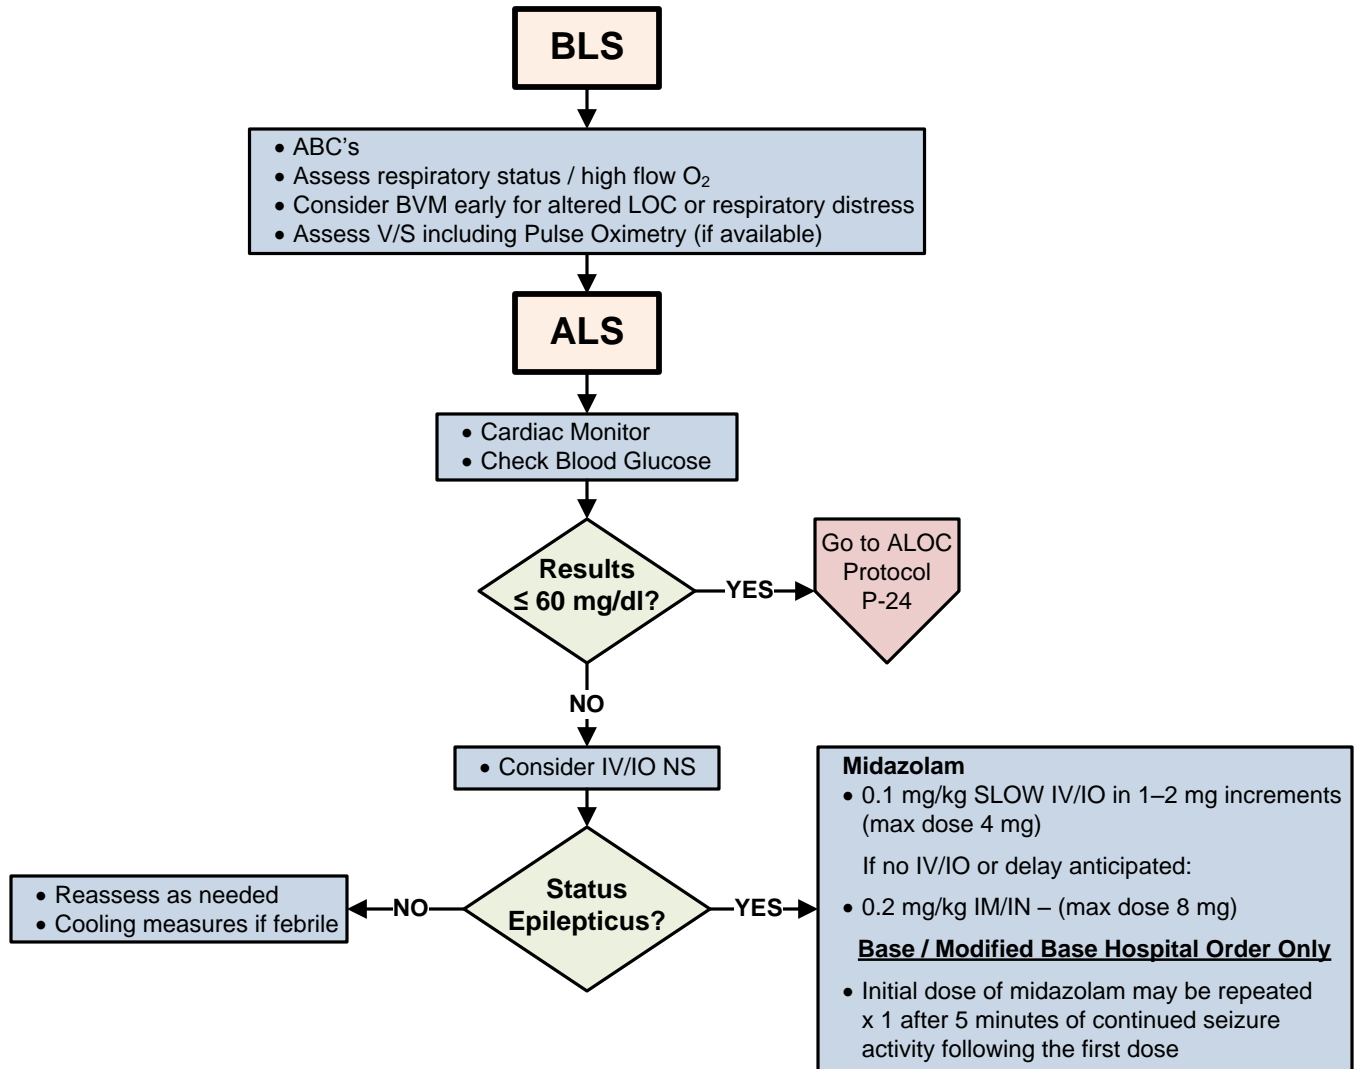 BLS
• ABC’s
• Assess respiratory status / high flow O₂
• Consider BVM early for altered LOC or respiratory distress
• Assess V/S including Pulse Oximetry (if available)
ALS
• Cardiac Monitor
• Check Blood Glucose
Results
≤ 60 mg/dl?
YES
Go to ALOC
Protocol
P-24
NO
• Consider IV/IO NS
Status
Epilepticus?
NO
• Reassess as needed
• Cooling measures if febrile
YES
Midazolam
• 0.1 mg/kg SLOW IV/IO in 1–2 mg increments
(max dose 4 mg)
If no IV/IO or delay anticipated:
• 0.2 mg/kg IM/IN – (max dose 8 mg)
Base / Modified Base Hospital Order Only
• Initial dose of midazolam may be repeated
x 1 after 5 minutes of continued seizure
activity following the first dose